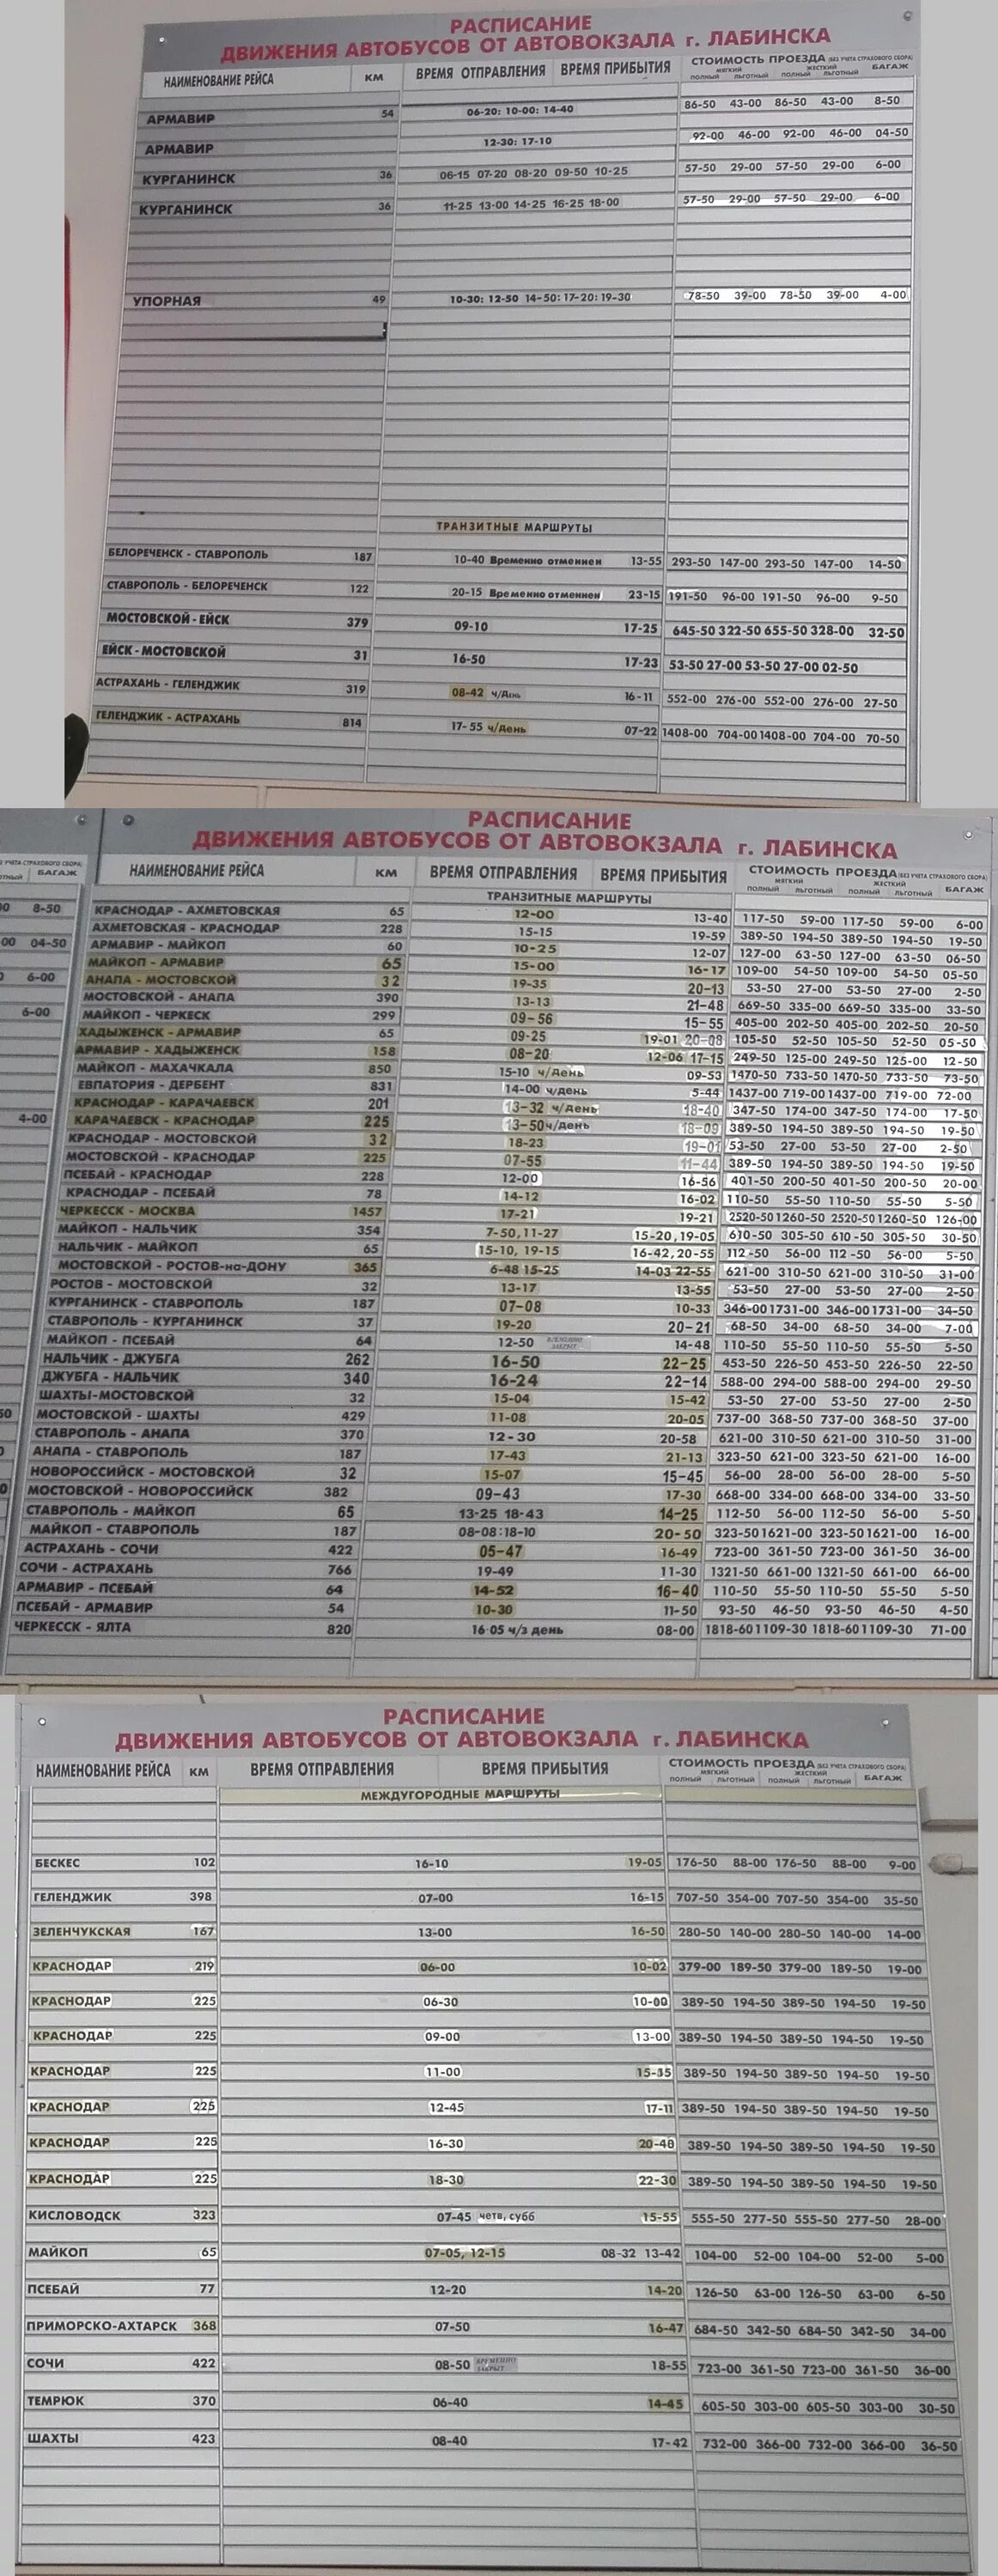 РАСПИСАНИЕ
ДВИЖЕНИЯ АВТОБУСОВ ОТ АВТОВОКЗАЛА г. ЛАБИНСКА
НАИМЕНОВАНИЕ РЕЙСА КМ ВРЕМЯ ОТПРАВЛЕНИЯ ВРЕМЯ ПРИБЫТИЯ СТОИМОСТЬ ПРОЕЗДА (БЕЗ УЧЕТА СТРАХОВОГО СБОРА)
МЯГКИЙ ЖЕСТКИЙ БАГАЖ
ПОЛНЫЙ ЛЬГОТНЫЙ ПОЛНЫЙ ЛЬГОТНЫЙ
АРМАВИР 54 06-20: 10-00: 14-40 86-50 43-00 86-50 43-00 8-50
АРМАВИР 12-30: 17-10 92-00 46-00 92-00 46-00 04-50
КУРГАНИНСК 36 06-15 07-20 08-20 09-50 10-25 57-50 29-00 57-50 29-00 6-00
КУРГАНИНСК 36 11-25 13-00 14-25 16-25 18-00 57-50 29-00 57-50 29-00 6-00
УПОРНАЯ 49 10-30: 12-50 14-50: 17-20: 19-30 78-50 39-00 78-50 39-00 4-00
ТРАНЗИТНЫЕ МАРШРУТЫ
БЕЛОРЕЧЕНСК - СТАВРОПОЛЬ 187 10-40 Временно отменен 13-55 293-50 147-00 293-50 147-00 14-50
СТАВРОПОЛЬ - БЕЛОРЕЧЕНСК 122 20-15 Временно отменен 23-15 191-50 96-00 191-50 96-00 9-50
МОСТОВСКОЙ - ЕЙСК 379 09-10 17-25 645-50 322-50 655-50 328-00 32-50
ЕЙСК - МОСТОВСКОЙ 31 16-50 17-23 53-50 27-00 53-50 27-00 02-50
АСТРАХАНЬ - ГЕЛЕНДЖИК 319 08-42 ч/День 16-11 552-00 276-00 552-00 276-00 27-50
ГЕЛЕНДЖИК - АСТРАХАНЬ 814 17-55 ч/День 07-22 1408-00 704-00 1408-00 704-00 70-50
РАСПИСАНИЕ
ДВИЖЕНИЯ АВТОБУСОВ ОТ АВТОВОКЗАЛА г. ЛАБИНСКА
НАИМЕНОВАНИЕ РЕЙСА КМ ВРЕМЯ ОТПРАВЛЕНИЯ ВРЕМЯ ПРИБЫТИЯ СТОИМОСТЬ ПРОЕЗДА (БЕЗ УЧЕТА СТРАХОВОГО СБОРА)
МЯГКИЙ ЖЕСТКИЙ БАГАЖ
ПОЛНЫЙ ЛЬГОТНЫЙ ПОЛНЫЙ ЛЬГОТНЫЙ
ТРАНЗИТНЫЕ МАРШРУТЫ
КРАСНОДАР - АХМЕТОВСКАЯ 65 12-00 13-40 117-50 59-00 117-50 59-00 6-00
АХМЕТОВСКАЯ - КРАСНОДАР 228 15-15 19-59 389-50 194-50 389-50 194-50 19-50
АРМАВИР - МАЙКОП 60 10-25 12-07 127-00 63-50 127-00 63-50 06-50
МАЙКОП - АРМАВИР 65 15-00 16-17 109-00 54-50 109-00 54-50 05-50
АНАПА - МОСТОВСКОЙ 32 19-35 20-13 53-50 27-00 53-50 27-00 2-50
МОСТОВСКОЙ - АНАПА 390 13-13 21-48 669-50 335-00 669-50 335-00 33-50
МАЙКОП - ЧЕРКЕСК 299 09-56 15-55 405-00 202-50 405-00 202-50 20-50
ХАДЫЖЕНСК - АРМАВИР 65 09-25 19-01 20-08 105-50 52-50 105-50 52-50 05-50
АРМАВИР - ХАДЫЖЕНСК 158 08-20 12-06 17-15 249-50 125-00 249-50 125-00 12-50
МАЙКОП - МАХАЧКАЛА 850 15-10 ч/день 09-53 1470-50 733-50 1470-50 733-50 73-50
ЕВПАТОРИЯ - ДЕРБЕНТ 831 14-00 ч/день 5-44 1437-00 719-00 1437-00 719-00 72-00
КРАСНОДАР - КАРАЧАЕВСК 201 13-32 ч/день 18-40 347-50 174-00 347-50 174-00 17-50
КАРАЧАЕВСК - КРАСНОДАР 225 13-50 ч/день 18-09 389-50 194-50 389-50 194-50 19-50
КРАСНОДАР - МОСТОВСКОЙ 32 18-23 19-01 53-50 27-00 53-50 27-00 2-50
МОСТОВСКОЙ - КРАСНОДАР 225 07-55 11-44 389-50 194-50 389-50 194-50 19-50
ПСЕБАЙ - КРАСНОДАР 228 12-00 16-56 401-50 200-50 401-50 200-50 20-00
КРАСНОДАР - ПСЕБАЙ 78 14-12 16-02 110-50 55-50 110-50 55-50 5-50
ЧЕРКЕССК - МОСКВА 1457 17-21 19-21 2520-50 1260-50 2520-50 1260-50 126-00
МАЙКОП - НАЛЬЧИК 354 7-50, 11-27 15-20, 19-05 610-50 305-50 610-50 305-50 30-50
НАЛЬЧИК - МАЙКОП 65 15-10, 19-15 16-42, 20-55 112-50 56-00 112-50 56-00 5-50
МОСТОВСКОЙ - РОСТОВ-на-ДОНУ 365 6-48 15-25 14-03 22-55 621-00 310-50 621-00 310-50 31-00
РОСТОВ - МОСТОВСКОЙ 32 13-17 13-55 53-50 27-00 53-50 27-00 2-50
КУРГАНИНСК - СТАВРОПОЛЬ 187 07-08 10-33 346-00 1731-00 346-00 1731-00 34-50
СТАВРОПОЛЬ - КУРГАНИНСК 37 19-20 20-21 68-50 34-00 68-50 34-00 7-00
МАЙКОП - ПСЕБАЙ 64 12-50 ВРЕМЕННО ЗАКРЫТ 14-48 110-50 55-50 110-50 55-50 5-50
НАЛЬЧИК - ДЖУБГА 262 16-50 22-25 453-50 226-50 453-50 226-50 22-50
ДЖУБГА - НАЛЬЧИК 340 16-24 22-14 588-00 294-00 588-00 294-00 29-50
ШАХТЫ-МОСТОВСКОЙ 32 15-04 15-42 53-50 27-00 53-50 27-00 2-50
МОСТОВСКОЙ - ШАХТЫ 429 11-08 20-05 737-00 368-50 737-00 368-50 37-00
СТАВРОПОЛЬ - АНАПА 370 12-30 20-58 621-00 310-50 621-00 310-50 31-00
АНАПА - СТАВРОПОЛЬ 187 17-43 21-13 323-50 621-00 323-50 621-00 16-00
НОВОРОССИЙСК - МОСТОВСКОЙ 32 15-07 15-45 56-00 28-00 56-00 28-00 5-50
МОСТОВСКОЙ - НОВОРОССИЙСК 382 09-43 17-30 668-00 334-00 668-00 334-00 33-50
СТАВРОПОЛЬ - МАЙКОП 65 13-25 18-43 14-25 112-50 56-00 112-50 56-00 5-50
МАЙКОП - СТАВРОПОЛЬ 187 08-08:18-10 20-50 323-50 1621-00 323-50 1621-00 16-00
АСТРАХАНЬ - СОЧИ 422 05-47 16-49 723-00 361-50 723-00 361-50 36-00
СОЧИ - АСТРАХАНЬ 766 19-49 11-30 1321-50 661-00 1321-50 661-00 66-00
АРМАВИР - ПСЕБАЙ 64 14-52 16-40 110-50 55-50 110-50 55-50 5-50
ПСЕБАЙ - АРМАВИР 54 10-30 11-50 93-50 46-50 93-50 46-50 4-50
ЧЕРКЕССК - ЯЛТА 820 16-05 ч/з день 08-00 1818-60 1109-30 1818-60 1109-30 71-00
РАСПИСАНИЕ
ДВИЖЕНИЯ АВТОБУСОВ ОТ АВТОВОКЗАЛА г. ЛАБИНСКА
НАИМЕНОВАНИЕ РЕЙСА КМ ВРЕМЯ ОТПРАВЛЕНИЯ ВРЕМЯ ПРИБЫТИЯ СТОИМОСТЬ ПРОЕЗДА (БЕЗ УЧЕТА СТРАХОВОГО СБОРА)
МЯГКИЙ ЖЕСТКИЙ БАГАЖ
ПОЛНЫЙ ЛЬГОТНЫЙ ПОЛНЫЙ ЛЬГОТНЫЙ
МЕЖДУГОРОДНЫЕ МАРШРУТЫ
БЕСКЕС 102 16-10 19-05 176-50 88-00 176-50 88-00 9-00
ГЕЛЕНДЖИК 398 07-00 16-15 707-50 354-00 707-50 354-00 35-50
ЗЕЛЕНЧУКСКАЯ 167 13-00 16-50 280-50 140-00 280-50 140-00 14-00
КРАСНОДАР 219 06-00 10-02 379-00 189-50 379-00 189-50 19-00
КРАСНОДАР 225 06-30 10-00 389-50 194-50 389-50 194-50 19-50
КРАСНОДАР 225 09-00 13-00 389-50 194-50 389-50 194-50 19-50
КРАСНОДАР 225 11-00 15-35 389-50 194-50 389-50 194-50 19-50
КРАСНОДАР 225 12-45 17-11 389-50 194-50 389-50 194-50 19-50
КРАСНОДАР 225 16-30 20-40 389-50 194-50 389-50 194-50 19-50
КРАСНОДАР 225 18-30 22-30 389-50 194-50 389-50 194-50 19-50
КИСЛОВОДСК 323 07-45 четв, субб 15-55 555-50 277-50 555-50 277-50 28-00
МАЙКОП 65 07-05, 12-15 08-32 13-42 104-00 52-00 104-00 52-00 5-00
ПСЕБАЙ 77 12-20 14-20 126-50 63-00 126-50 63-00 6-50
ПРИМОРСКО-АХТАРСК 368 07-50 16-47 684-50 342-50 684-50 342-50 34-00
СОЧИ 422 08-50 ВРЕМЕННО ЗАКРЫТ 18-55 723-00 361-50 723-00 361-50 36-00
ТЕМРЮК 370 06-40 14-45 605-50 303-00 605-50 303-00 30-50
ШАХТЫ 423 08-40 17-42 732-00 366-00 732-00 366-00 36-50